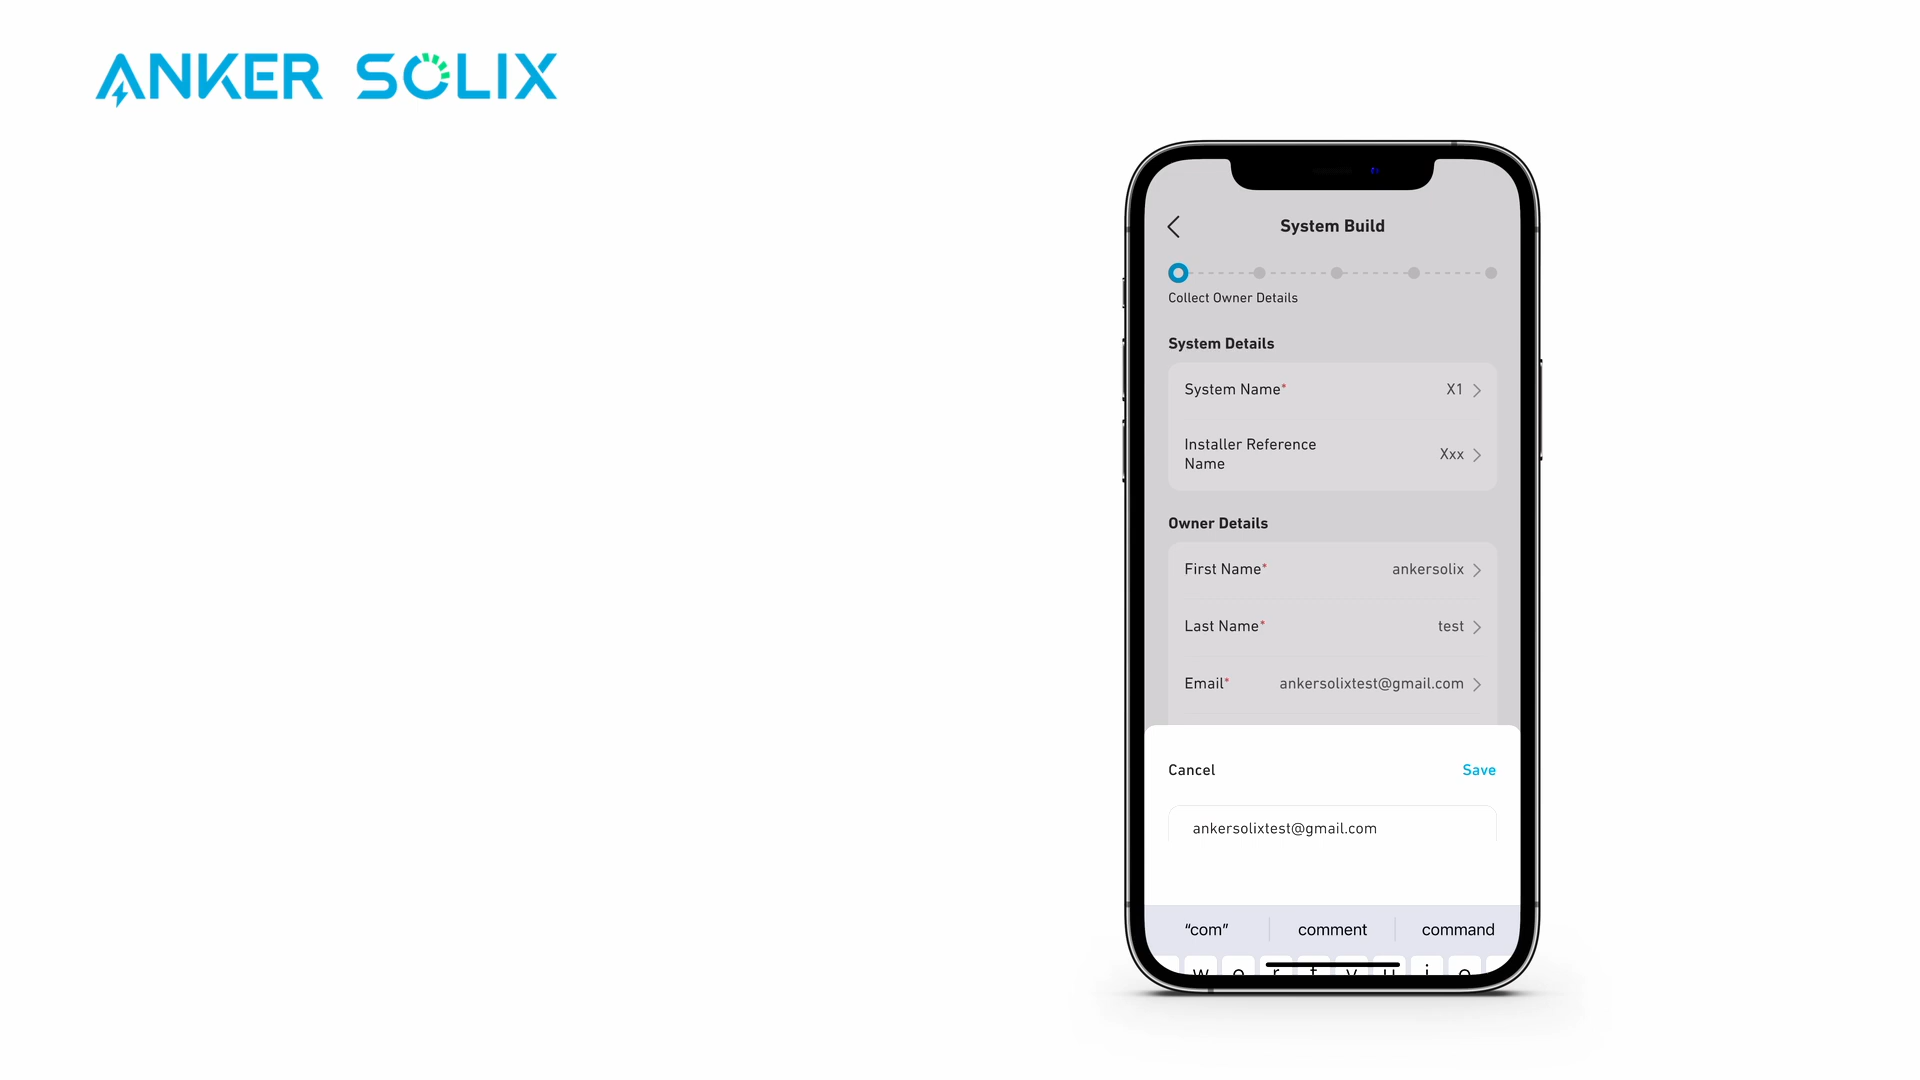 ANKER SOLIX
System Build
Collect Owner Details
System Details
System Name* X1
Installer Reference
Name
Xxx
Owner Details
First Name* ankersolix
Last Name* test
Email* ankersolixtest@gmail.com
Cancel Save
ankersolixtest@gmail.com
“com” comment command
w e r t y u i o